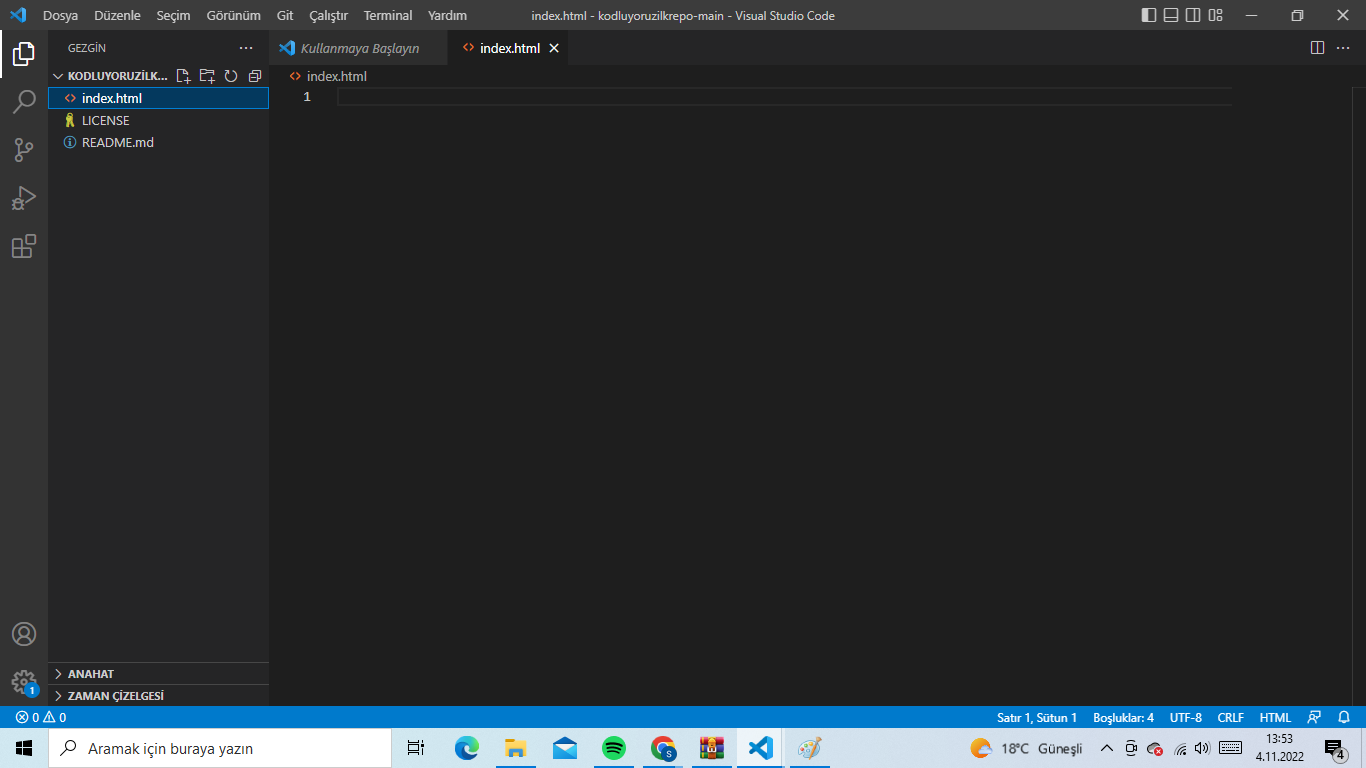 Dosya Düzenle Seçim Görünüm Git Çalıştır Terminal Yardım index.html - kodluyoruzilkrepo-main - Visual Studio Code
GEZGİN
Kullanmaya Başlayın
index.html
KODLUYORUZİLK...
index.html
1
index.html
LICENSE
README.md
ANAHAT
ZAMAN ÇİZELGESİ
1
0 0 Satır 1, Sütun 1 Boşluklar: 4 UTF-8 CRLF HTML
Aramak için buraya yazın
S
18°C Güneşli
13:53
4.11.2022
4